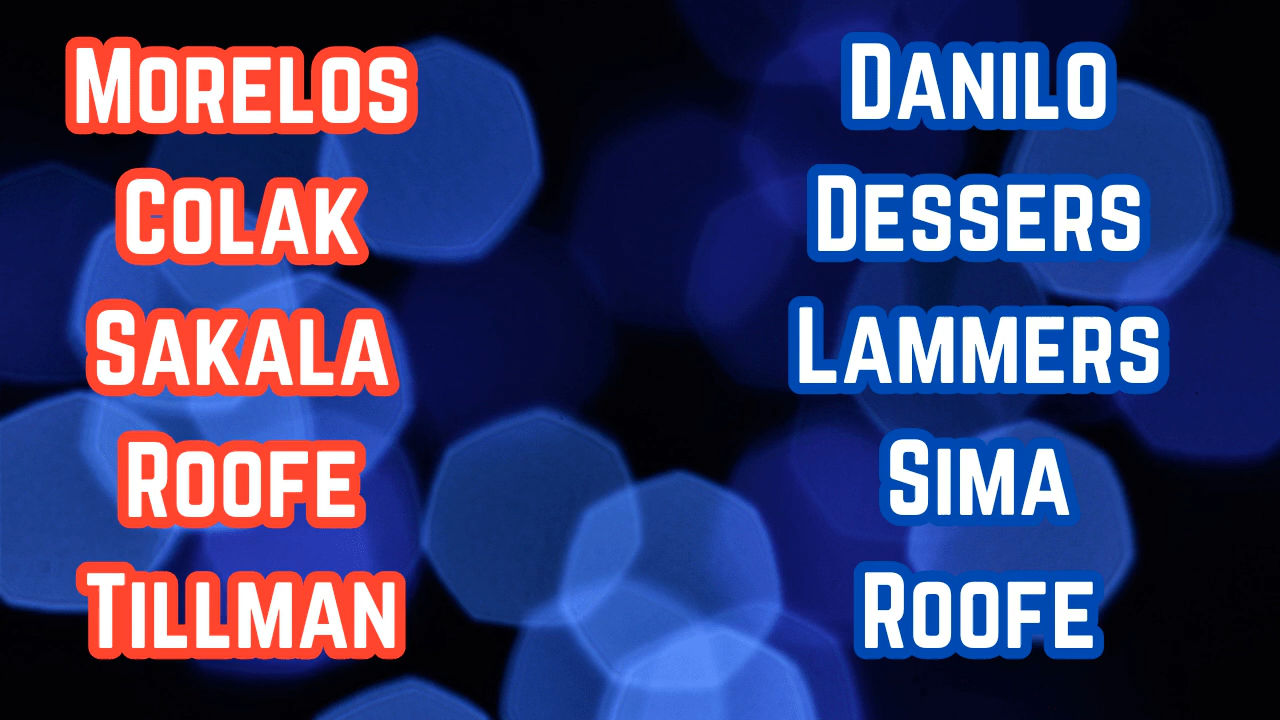 Morelos
Colak
Sakala
Roofe
Tillman
Danilo
Dessers
Lammers
Sima
Roofe